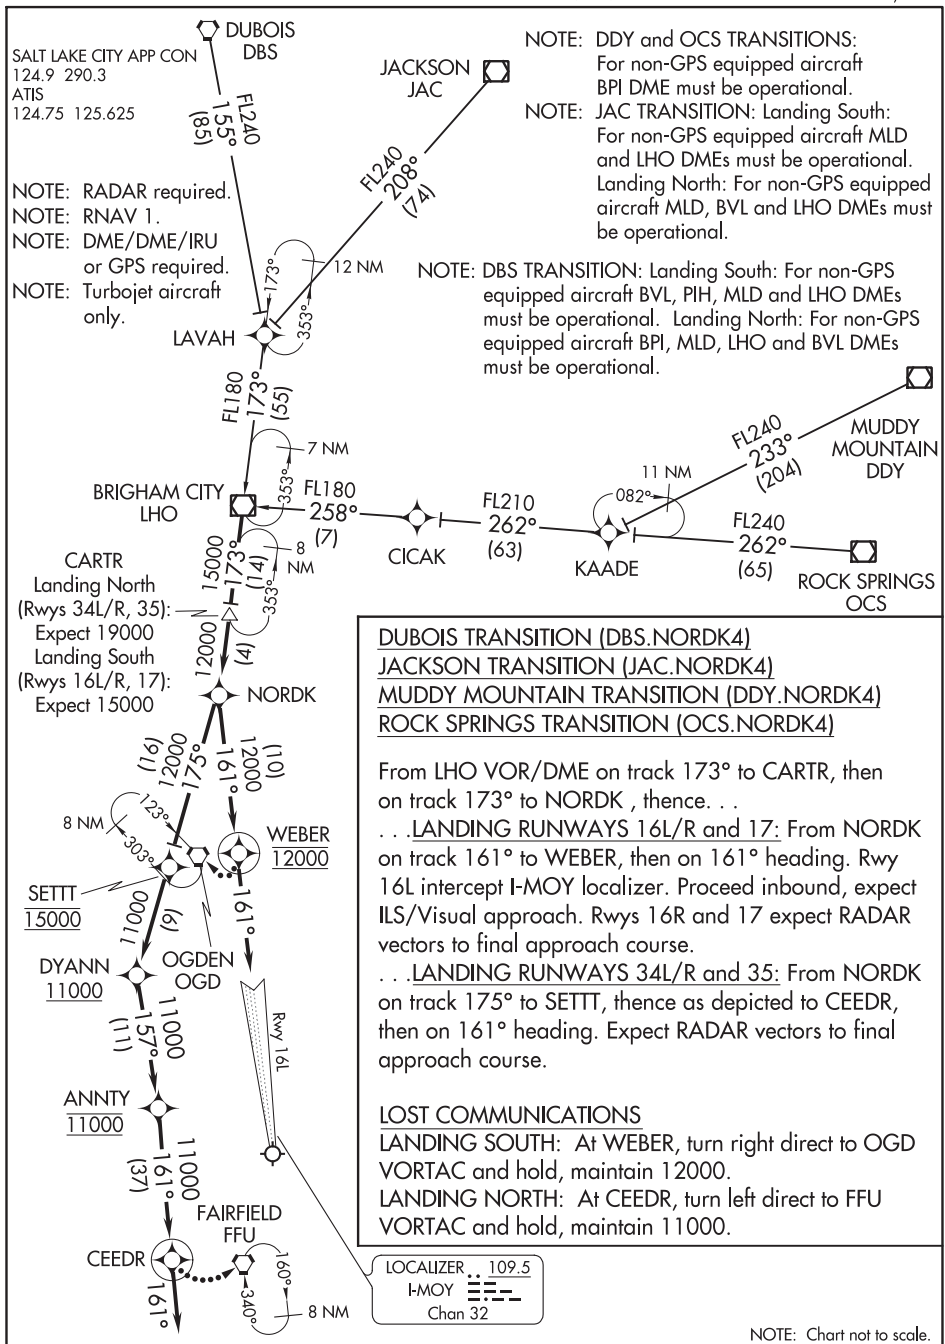 DUBOIS
DBS
SALT LAKE CITY APP CON
124.9 290.3
ATIS
124.75 125.625
FL240
155°
(85)
JACKSON
JAC
FL240
208°
(74)
NOTE: DDY and OCS TRANSITIONS:
For non-GPS equipped aircraft
BPI DME must be operational.
NOTE: JAC TRANSITION: Landing South:
For non-GPS equipped aircraft MLD
and LHO DMEs must be operational.
Landing North: For non-GPS equipped
aircraft MLD, BVL and LHO DMEs must
be operational.
NOTE: RADAR required.
NOTE: RNAV 1.
NOTE: DME/DME/IRU
or GPS required.
NOTE: Turbojet aircraft
only.
NOTE: DBS TRANSITION: Landing South: For non-GPS
equipped aircraft BVL, PIH, MLD and LHO DMEs
must be operational. Landing North: For non-GPS
equipped aircraft BPI, MLD, LHO and BVL DMEs
must be operational.
173°
353°
12 NM
LAVAH
FL180
173°
(55)
7 NM
353°
BRIGHAM CITY
LHO
FL180
258°
(7)
CICAK
FL210
262°
(63)
082°
11 NM
KAADE
FL240
233°
(204)
MUDDY
MOUNTAIN
DDY
FL240
262°
(65)
ROCK SPRINGS
OCS
15000
173°
(14)
353°
8
NM
CARTR
Landing North
(Rwys 34L/R, 35):
Expect 19000
Landing South
(Rwys 16L/R, 17):
Expect 15000
12000
(4)
NORDK
(16)
12000
175°
(10)
12000
161°
8 NM
123°
303°
WEBER
12000
SETTT
15000
11000
(9)
OGDEN
OGD
161°
DYANN
11000
11000
157°
(11)
Rwy 16L
ANNTY
11000
11000
161°
(37)
FAIRFIELD
FFU
CEEDR
160°
340°
8 NM
161°
LOCALIZER 109.5
I-MOY
Chan 32
DUBOIS TRANSITION (DBS.NORDK4)
JACKSON TRANSITION (JAC.NORDK4)
MUDDY MOUNTAIN TRANSITION (DDY.NORDK4)
ROCK SPRINGS TRANSITION (OCS.NORDK4)
From LHO VOR/DME on track 173° to CARTR, then
on track 173° to NORDK , thence. . .
. . .LANDING RUNWAYS 16L/R and 17: From NORDK
on track 161° to WEBER, then on 161° heading. Rwy
16L intercept I-MOY localizer. Proceed inbound, expect
ILS/Visual approach. Rwys 16R and 17 expect RADAR
vectors to final approach course.
. . .LANDING RUNWAYS 34L/R and 35: From NORDK
on track 175° to SETTT, thence as depicted to CEEDR,
then on 161° heading. Expect RADAR vectors to final
approach course.
LOST COMMUNICATIONS
LANDING SOUTH: At WEBER, turn right direct to OGD
VORTAC and hold, maintain 12000.
LANDING NORTH: At CEEDR, turn left direct to FFU
VORTAC and hold, maintain 11000.
NOTE: Chart not to scale.